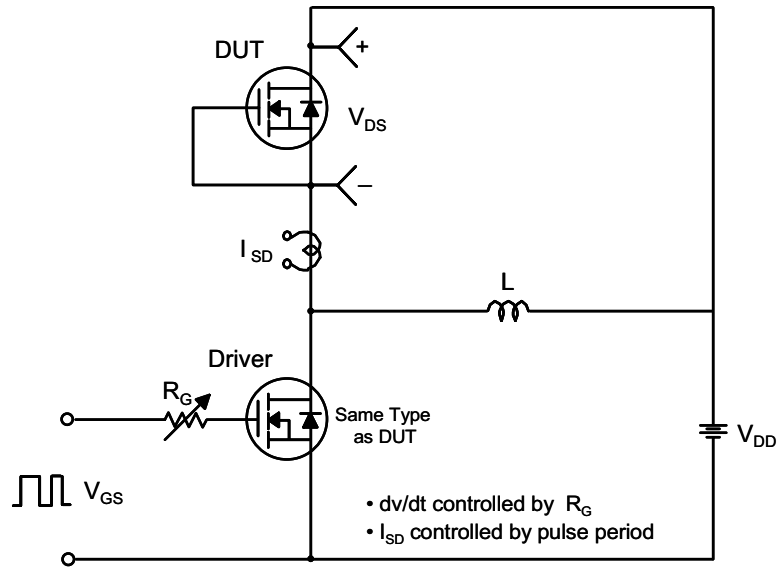 DUT
+
V_DS
–
I_SD
L
Driver
R_G
Same Type
as DUT
V_DD
V_GS
• dv/dt controlled by R_G
• I_SD controlled by pulse period